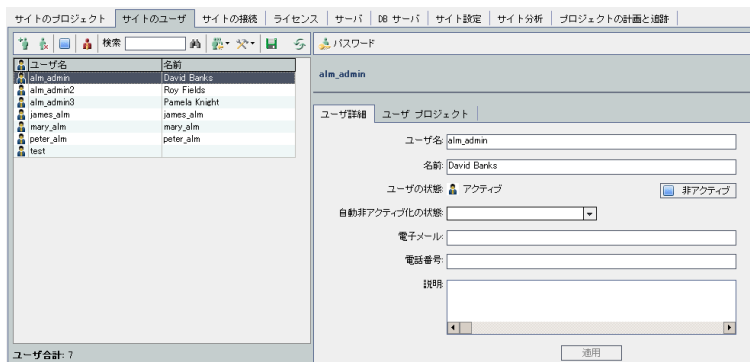 サイトのプロジェクト サイトのユーザ サイトの接続 ライセンス サーバ DB サーバ サイト設定 サイト分析 プロジェクトの計画と追跡
検索
パスワード
ユーザ名 名前
alm_admin David Banks
alm_admin2 Roy Fields
alm_admin3 Pamela Knight
james_alm james_alm
mary_alm mary_alm
peter_alm peter_alm
test
ユーザ合計: 7
alm_admin
ユーザ詳細 ユーザ プロジェクト
ユーザ名: alm_admin
名前: David Banks
ユーザの状態: アクティブ 非アクティブ
自動非アクティブ化の状態:
電子メール:
電話番号:
説明:
適用